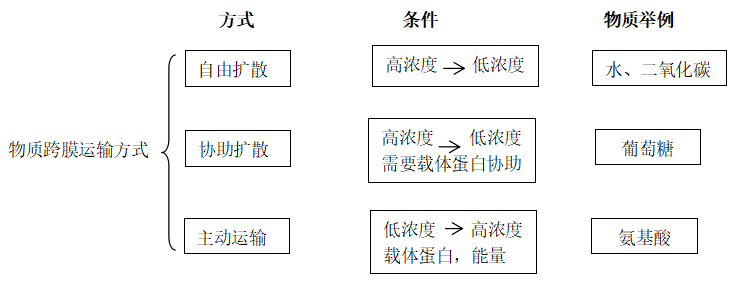 方式 条件 物质举例
自由扩散 高浓度 → 低浓度 水、二氧化碳
物质跨膜运输方式
协助扩散 高浓度 → 低浓度 葡萄糖
需要载体蛋白协助
主动运输 低浓度 → 高浓度 氨基酸
载体蛋白，能量